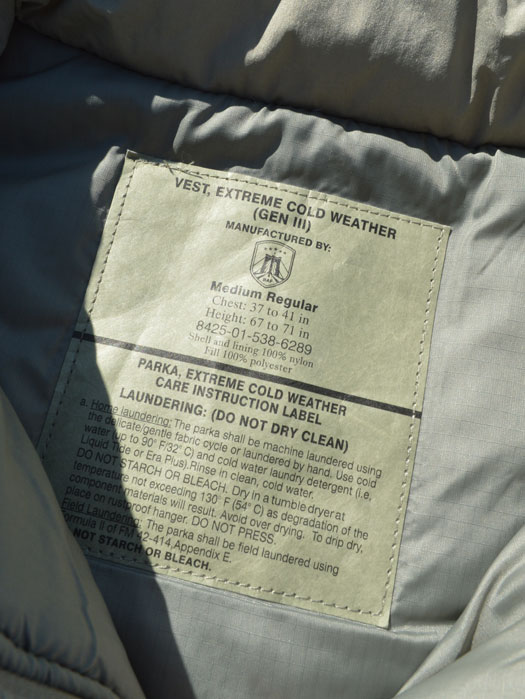 VEST, EXTREME COLD WEATHER
(GEN III)
MANUFACTURED BY:
Medium Regular
Chest: 37 to 41 in
Height: 67 to 71 in
8425-01-538-6289
Shell and lining 100% nylon
Fill 100% polyester
PARKA, EXTREME COLD WEATHER
CARE INSTRUCTION LABEL
LAUNDERING: (DO NOT DRY CLEAN)
a. Home laundering: The parka shall be machine laundered using
the delicate/gentle fabric cycle or laundered by hand. Use cold
water (up to 90° F/32° C) and cold water laundry detergent (i.e,
Liquid Tide or Era Plus).Rinse in clean, cold water.
DO NOT STARCH OR BLEACH. Dry in a tumble dryer at
temperature not exceeding 130° F (54° C) as degradation of the
component materials will result. Avoid over drying. To drip dry,
place on rustproof hanger. DO NOT PRESS.
Field Laundering: The parka shall be field laundered using
ormula II of FM 42-414,Appendix E.
NOT STARCH OR BLEACH.